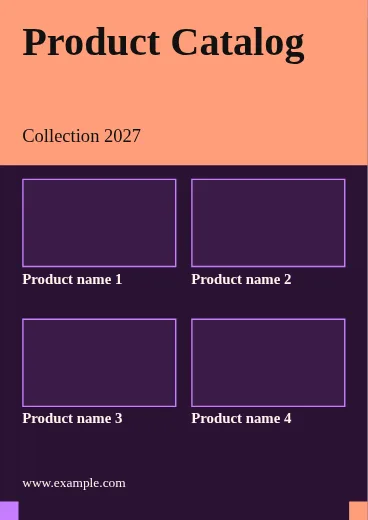 Product Catalog
Collection 2027
Product name 1
Product name 2
Product name 3
Product name 4
www.example.com